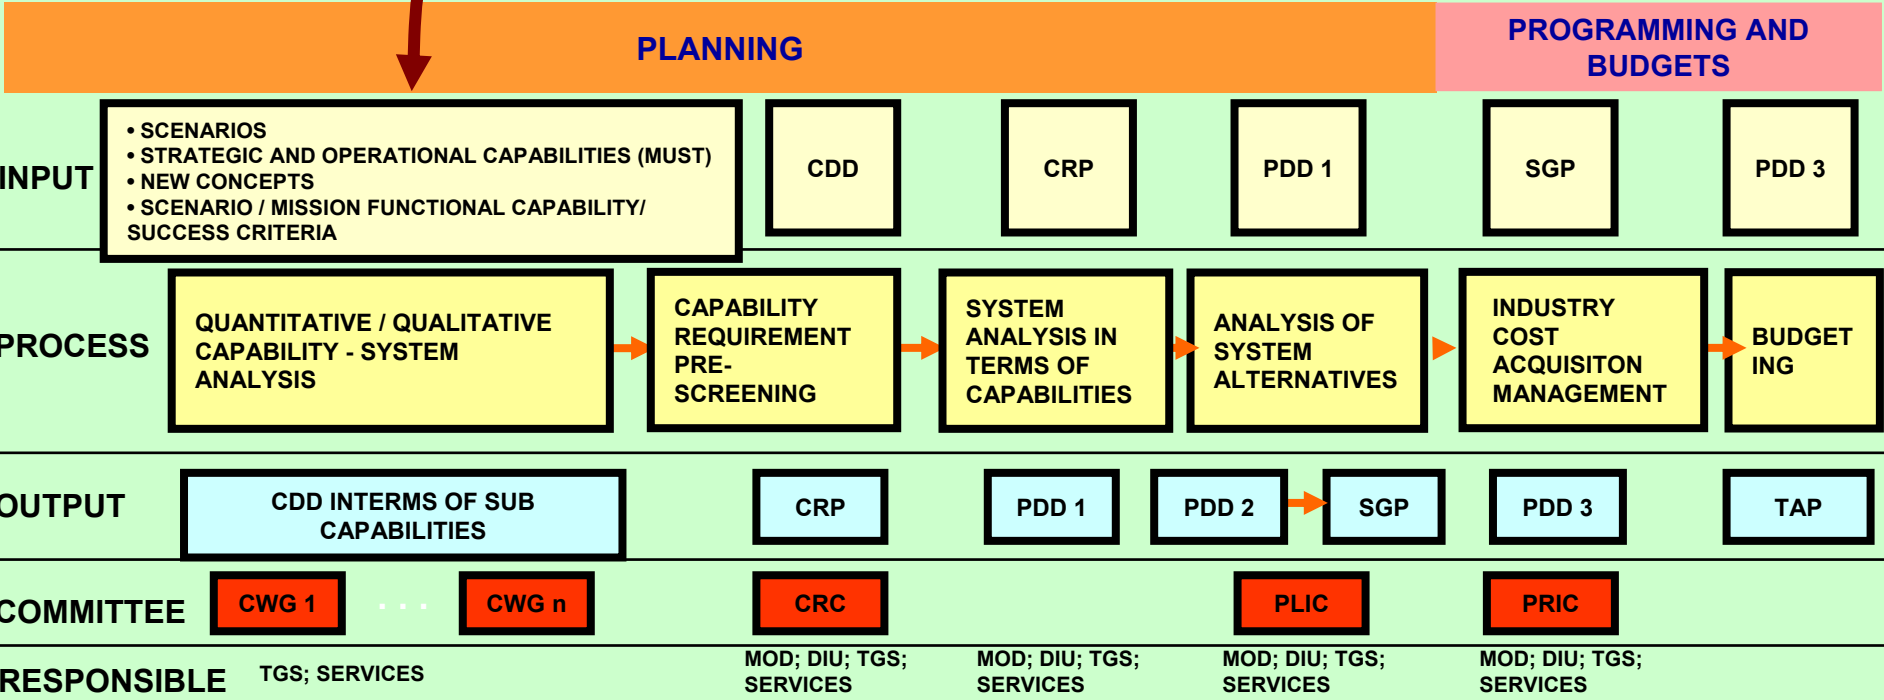 PLANNING
PROGRAMMING AND
BUDGETS
INPUT
• SCENARIOS
• STRATEGIC AND OPERATIONAL CAPABILITIES (MUST)
• NEW CONCEPTS
• SCENARIO / MISSION FUNCTIONAL CAPABILITY/
SUCCESS CRITERIA
CDD
CRP
PDD 1
SGP
PDD 3
PROCESS
QUANTITATIVE / QUALITATIVE
CAPABILITY - SYSTEM
ANALYSIS
CAPABILITY
REQUIREMENT
PRE-
SCREENING
SYSTEM
ANALYSIS IN
TERMS OF
CAPABILITIES
ANALYSIS OF
SYSTEM
ALTERNATIVES
INDUSTRY
COST
ACQUISITON
MANAGEMENT
BUDGET
ING
OUTPUT
CDD INTERMS OF SUB
CAPABILITIES
CRP
PDD 1
PDD 2
SGP
PDD 3
TAP
COMMITTEE
CWG 1
. . .
CWG n
CRC
PLIC
PRIC
RESPONSIBLE
TGS; SERVICES
MOD; DIU; TGS;
SERVICES
MOD; DIU; TGS;
SERVICES
MOD; DIU; TGS;
SERVICES
MOD; DIU; TGS;
SERVICES